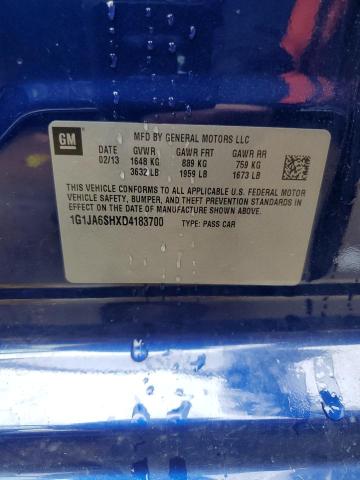 GM
MFD BY GENERAL MOTORS LLC
DATE GVWR GAWR FRT GAWR RR
02/13 1648 KG 889 KG 759 KG
3632 LB 1959 LB 1673 LB
THIS VEHICLE CONFORMS TO ALL APPLICABLE U.S. FEDERAL MOTOR
VEHICLE SAFETY, BUMPER, AND THEFT PREVENTION STANDARDS IN
EFFECT ON THE DATE OF MANUFACTURE SHOWN ABOVE.
1G1JA6SHXD4183700 TYPE: PASS CAR